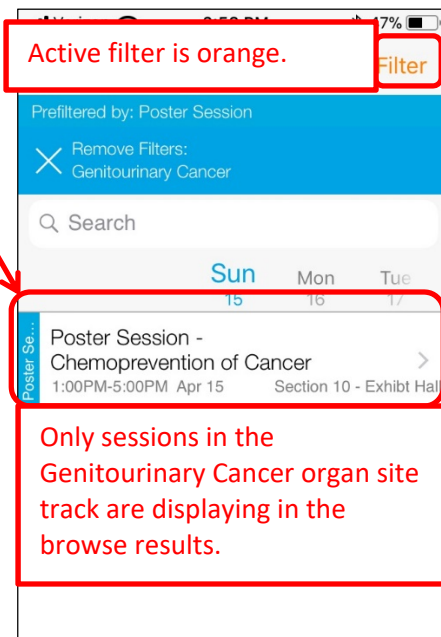 47%
Active filter is orange.
Filter
Prefiltered by: Poster Session
Remove Filters:
Genitourinary Cancer
Search
Sun Mon Tue
15 16 17
Poster Se...
Poster Session -
Chemoprevention of Cancer
1:00PM-5:00PM Apr 15 Section 10 - Exhibt Hall
Only sessions in the
Genitourinary Cancer organ site
track are displaying in the
browse results.